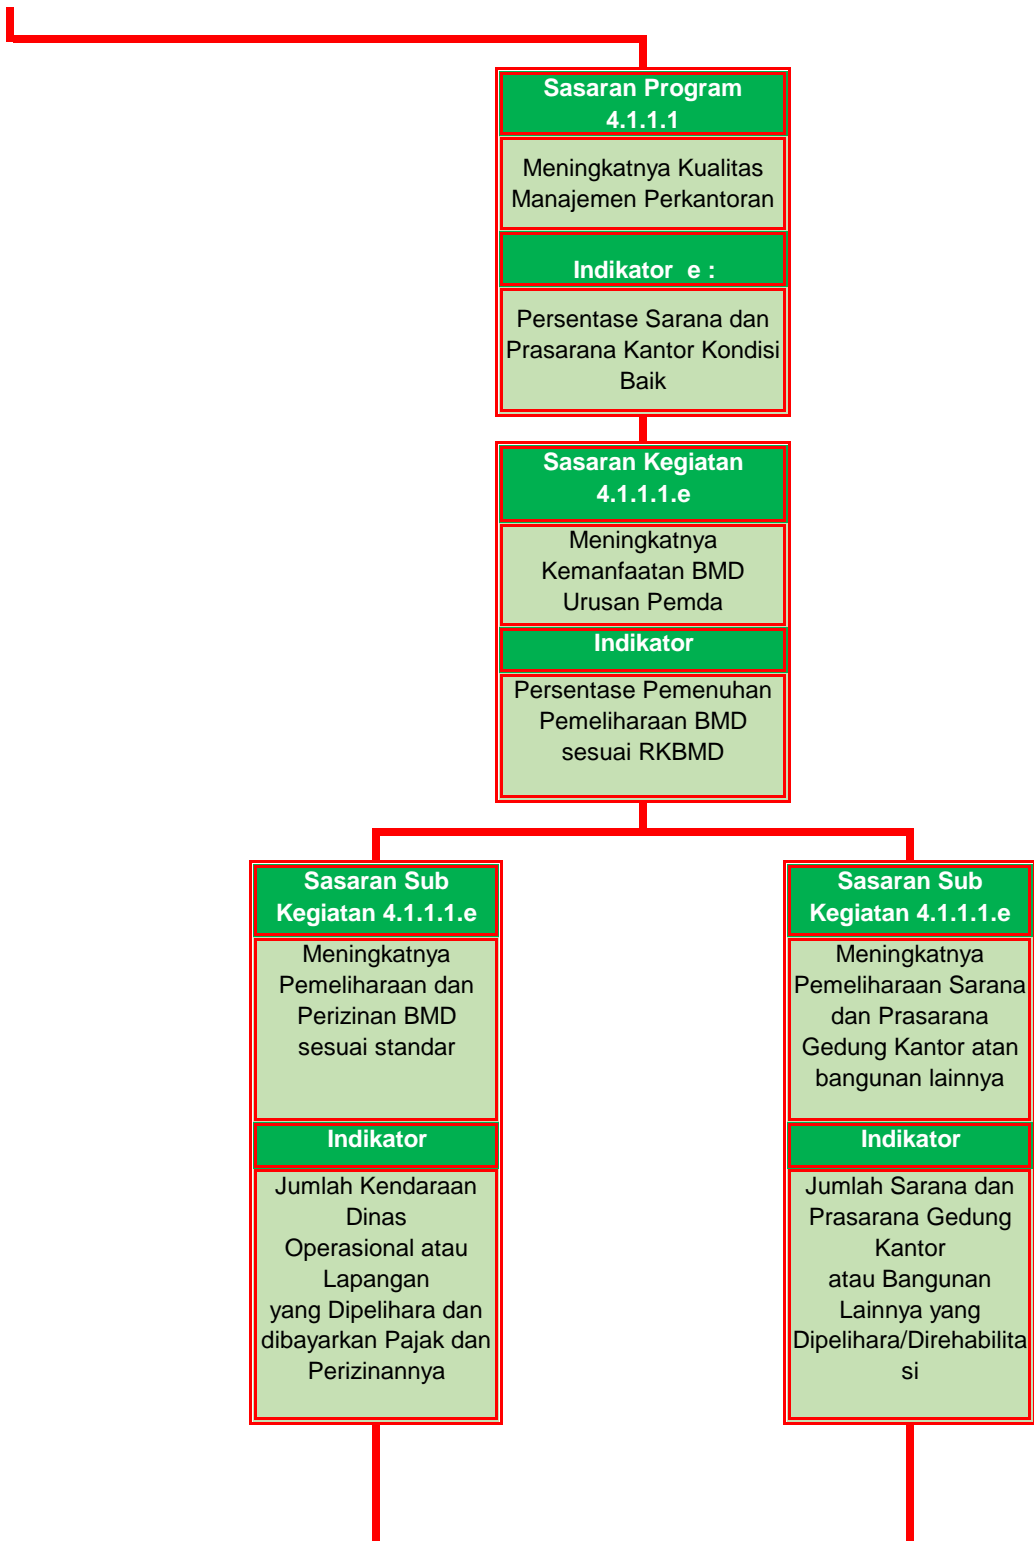 Sasaran Program
4.1.1.1
Meningkatnya Kualitas
Manajemen Perkantoran
Indikator e :
Persentase Sarana dan
Prasarana Kantor Kondisi
Baik
Sasaran Kegiatan
4.1.1.1.e
Meningkatnya
Kemanfaatan BMD
Urusan Pemda
Indikator
Persentase Pemenuhan
Pemeliharaan BMD
sesuai RKBMD
Sasaran Sub
Kegiatan 4.1.1.1.e
Meningkatnya
Pemeliharaan dan
Perizinan BMD
sesuai standar
Indikator
Jumlah Kendaraan
Dinas
Operasional atau
Lapangan
yang Dipelihara dan
dibayarkan Pajak dan
Perizinannya
Sasaran Sub
Kegiatan 4.1.1.1.e
Meningkatnya
Pemeliharaan Sarana
dan Prasarana
Gedung Kantor atan
bangunan lainnya
Indikator
Jumlah Sarana dan
Prasarana Gedung
Kantor
atau Bangunan
Lainnya yang
Dipelihara/Direhabilita
si